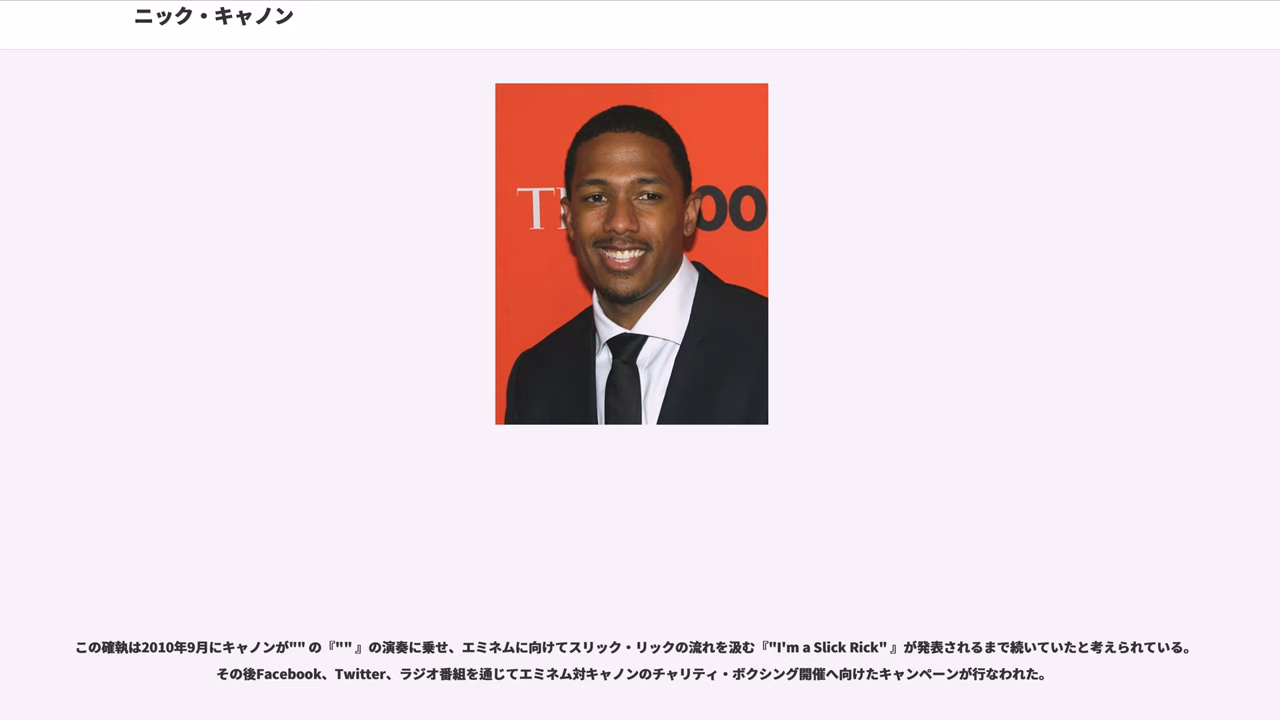 ニック・キャノン
TI
00
この確執は2010年9月にキャノンが"" の『"" 』の演奏に乗せ、エミネムに向けてスリック・リックの流れを汲む『"I'm a Slick Rick" 』が発表されるまで続いていたと考えられている。
その後Facebook、Twitter、ラジオ番組を通じてエミネム対キャノンのチャリティ・ボクシング開催へ向けたキャンペーンが行なわれた。